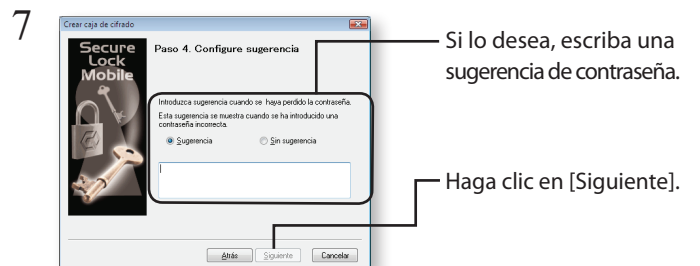 7
Crear caja de cifrado
Secure
Lock
Mobile
Paso 4. Configure sugerencia
Introduzca sugerencia cuando se haya perdido la contraseña.
Esta sugerencia se muestra cuando se ha introducido una
contraseña incorrecta.
Sugerencia
Sin sugerencia
Atrás
Siguiente
Cancelar
Si lo desea, escriba una
sugerencia de contraseña.
Haga clic en [Siguiente].